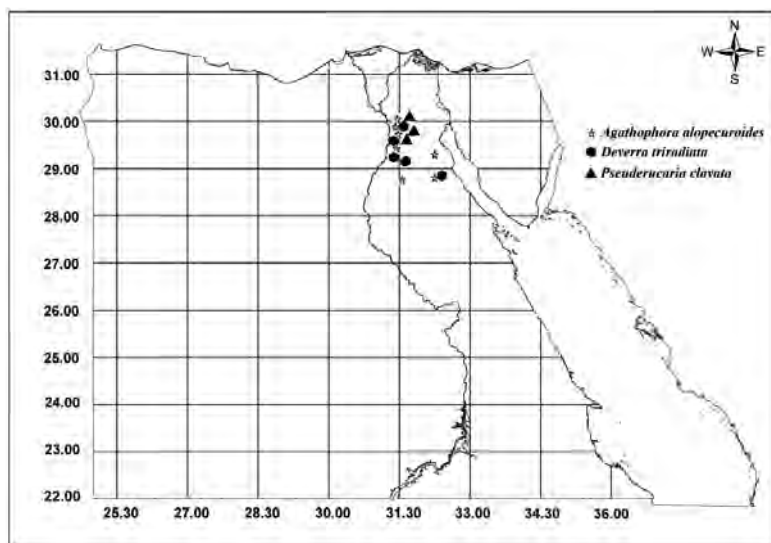 N
W E
S
31.00
30.00
29.00
28.00
27.00
26.00
25.00
24.00
23.00
22.00
Agathophora alopecuroides
Deverra triradiata
Pseuderucaria clavata
25.30 27.00 28.30 30.00 31.30 33.00 34.30 36.00